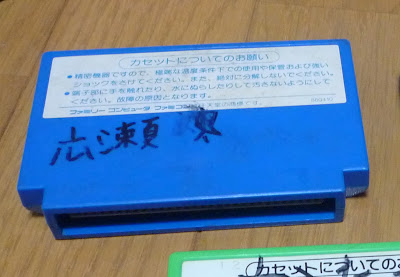 カセットについてのお願い
●精密機器ですので、極端な温度条件下での使用や保管および強い
ショックをさけてください。また、絶対に分解しないでください。
●端子部に手を触れたり、水にぬらしたりして汚さないようにして
ください。故障の原因となります。
ファミリーコンピュータ ファミコン
広瀬
カセットについてのお